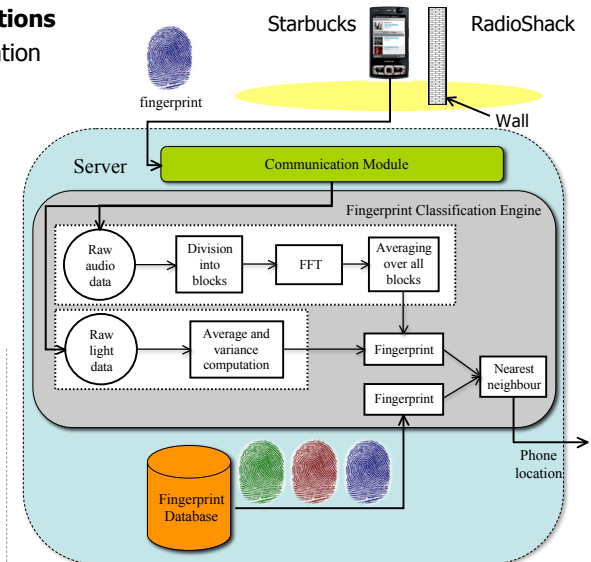 tions
Starbucks
RadioShack
ation
fingerprint
Wall
Server
Communication Module
Fingerprint Classification Engine
Raw
audio
data
Division
into
blocks
FFT
Averaging
over all
blocks
Raw
light
data
Average and
variance
computation
Fingerprint
Nearest
neighbour
Fingerprint
Phone
location
Fingerprint
Database